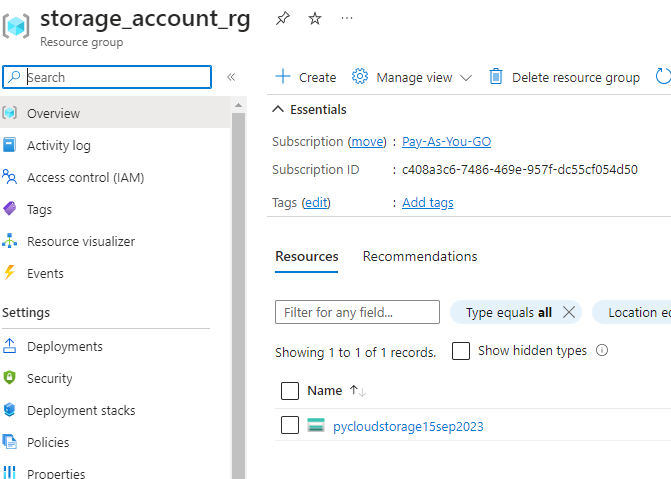 storage_account_rg
Resource group
Search
Overview
Activity log
Access control (IAM)
Tags
Resource visualizer
Events
Settings
Deployments
Security
Deployment stacks
Policies
Properties
Create Manage view Delete resource group
Essentials
Subscription (move) : Pay-As-You-GO
Subscription ID : c408a3c6-7486-469e-957f-dc55cf054d50
Tags (edit) : Add tags
Resources Recommendations
Filter for any field... Type equals all Location
Showing 1 to 1 of 1 records. Show hidden types
Name
pycloudstorage15sep2023